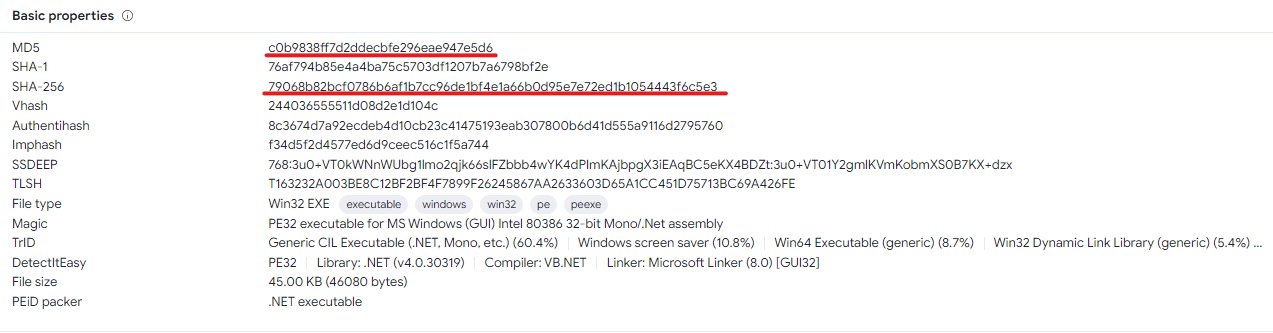 Basic properties
MD5 c0b9838ff7d2ddecbfe296eae947e5d6
SHA-1 76af794b85e4a4ba75c5703df1207b7a6798bf2e
SHA-256 79068b82bcf0786b6af1b7cc96de1bf4e1a66b0d95e7e72ed1b1054443f6c5e3
Vhash 244036555511d08d2e1d104c
Authentihash 8c3674d7a92ecdeb4d10cb23c41475193eab307800b6d41d555a9116d2795760
Imphash f34d5f2d4577ed6d9ceec516c1f5a744
SSDEEP 768:3u0+VT0kWNnWUbg1lmo2qjk66slFZbbb4wYK4dPlmKAjbpgX3iEAqBC5eKX4BDZt:3u0+VT01Y2gmlKVmKobmXS0B7KX+dzx
TLSH T163232A003BE8C12BF2BF4F7899F26245867AA2633603D65A1CC451D75713BC69A426FE
File type Win32 EXE executable windows win32 pe peexe
Magic PE32 executable for MS Windows (GUI) Intel 80386 32-bit Mono/.Net assembly
TrID Generic CIL Executable (.NET, Mono, etc.) (60.4%) Windows screen saver (10.8%) Win64 Executable (generic) (8.7%) Win32 Dynamic Link Library (generic) (5.4%) ...
DetectItEasy PE32 Library: .NET (v4.0.30319) Compiler: VB.NET Linker: Microsoft Linker (8.0) [GUI32]
File size 45.00 KB (46080 bytes)
PEiD packer .NET executable